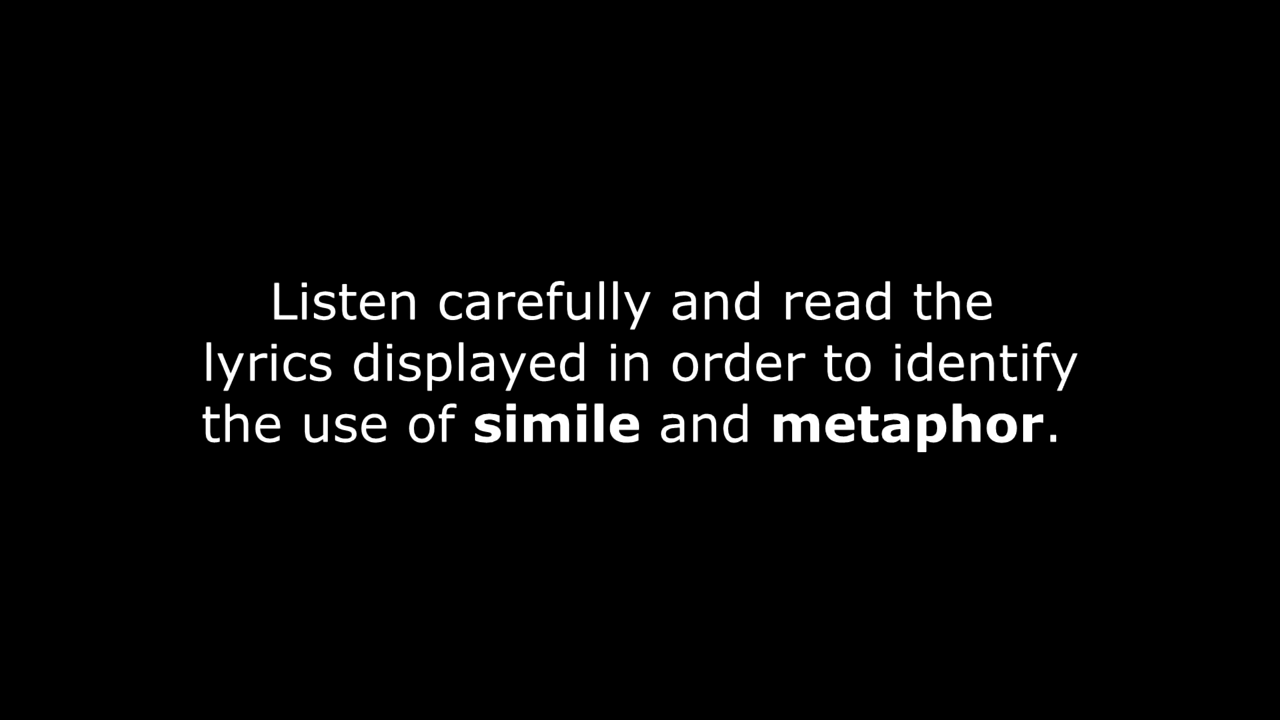 Listen carefully and read the
lyrics displayed in order to identify
the use of simile and metaphor.